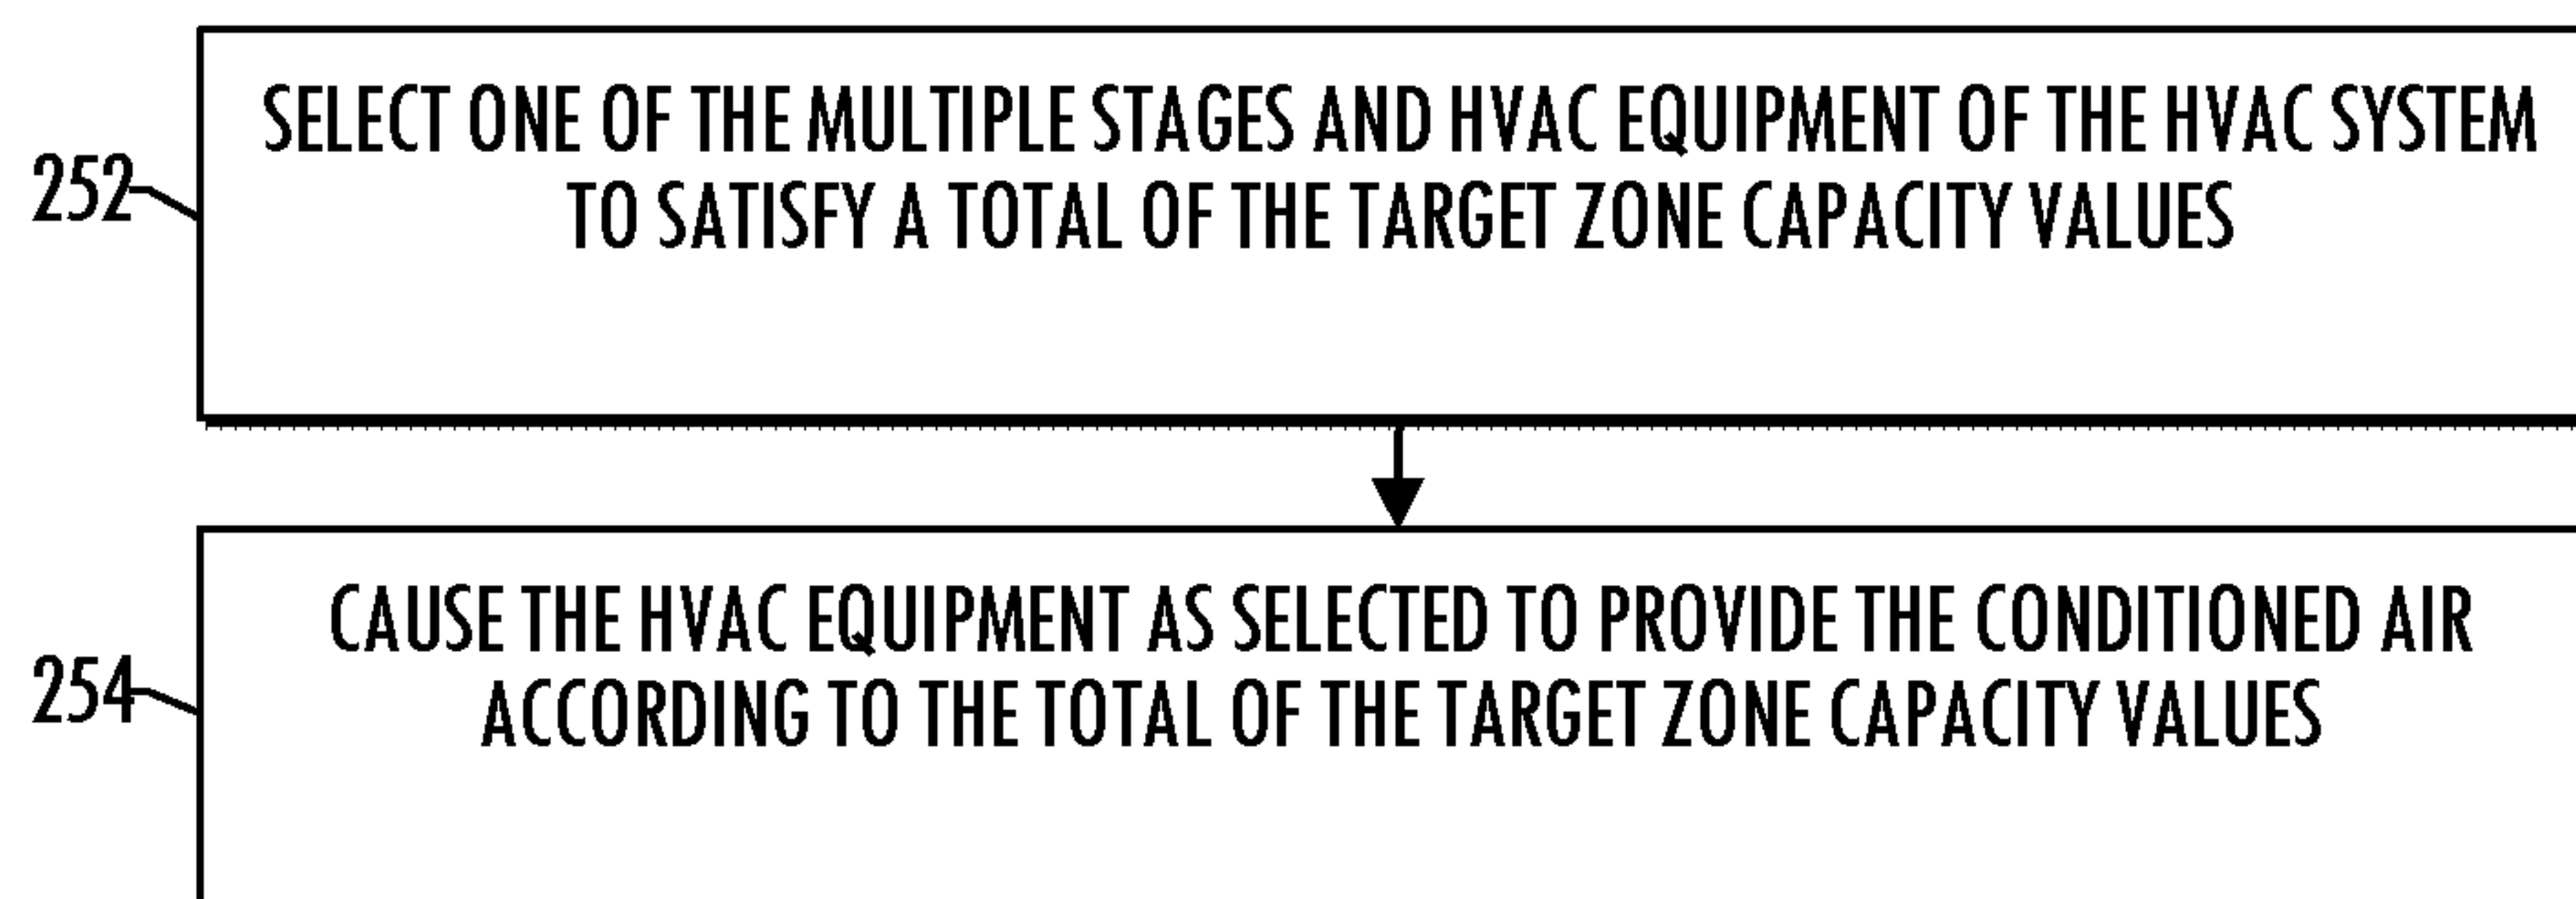 SELECT ONE OF THE MULTIPLE STAGES AND HVAC EQUIPMENT OF THE HVAC SYSTEM
TO SATISFY A TOTAL OF THE TARGET ZONE CAPACITY VALUES
252
CAUSE THE HVAC EQUIPMENT AS SELECTED TO PROVIDE THE CONDITIONED AIR
ACCORDING TO THE TOTAL OF THE TARGET ZONE CAPACITY VALUES
254